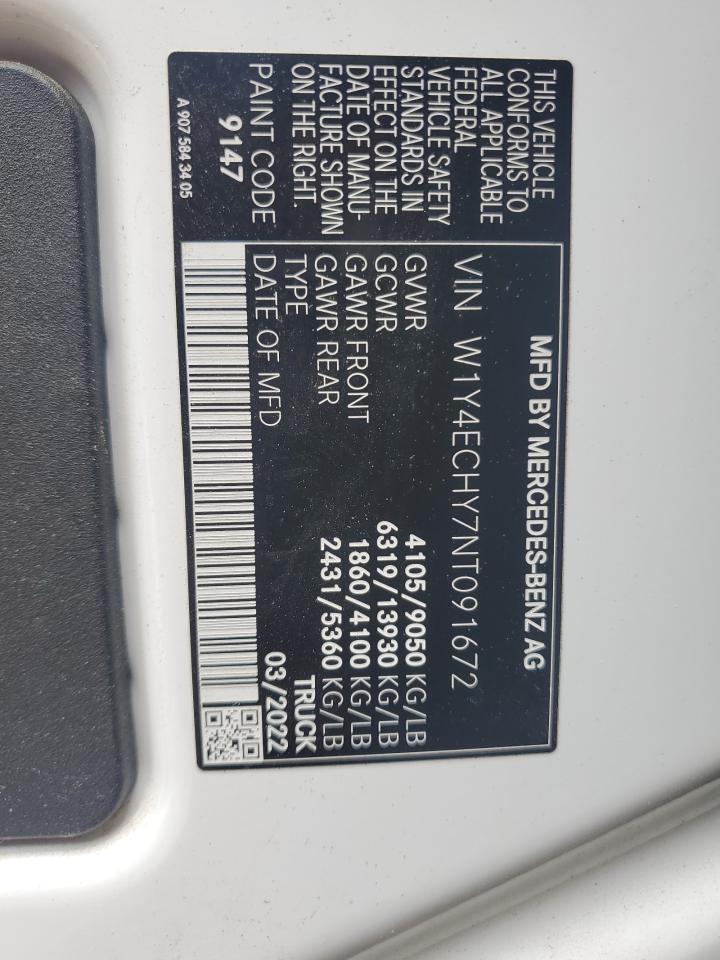 MFD BY MERCEDES-BENZ AG
VIN W1Y4ECHY7NT091672
GVWR 4105/9050 KG/LB
GCWR 6319/13930 KG/LB
GAWR FRONT 1860/4100 KG/LB
GAWR REAR 2431/5360 KG/LB
TYPE TRUCK
DATE OF MFD 03/2022
THIS VEHICLE
CONFORMS TO
ALL APPLICABLE
FEDERAL
VEHICLE SAFETY
STANDARDS IN
EFFECT ON THE
DATE OF MANU-
FACTURE SHOWN
ON THE RIGHT.
PAINT CODE
9147
A 907 584 34 05